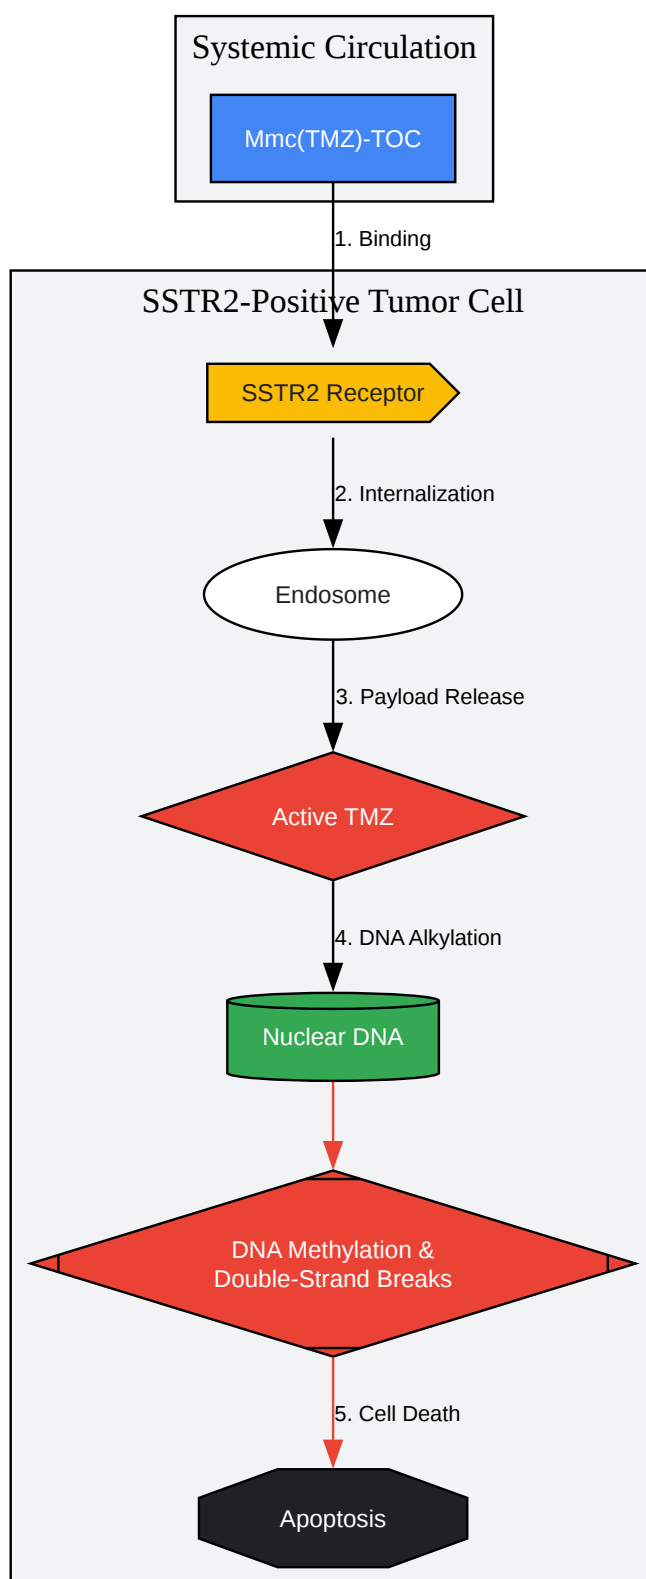 Systemic Circulation
Mmc(TMZ)-TOC
1. Binding
SSTR2-Positive Tumor Cell
SSTR2 Receptor
2. Internalization
Endosome
3. Payload Release
Active TMZ
4. DNA Alkylation
Nuclear DNA
DNA Methylation &
Double-Strand Breaks
5. Cell Death
Apoptosis